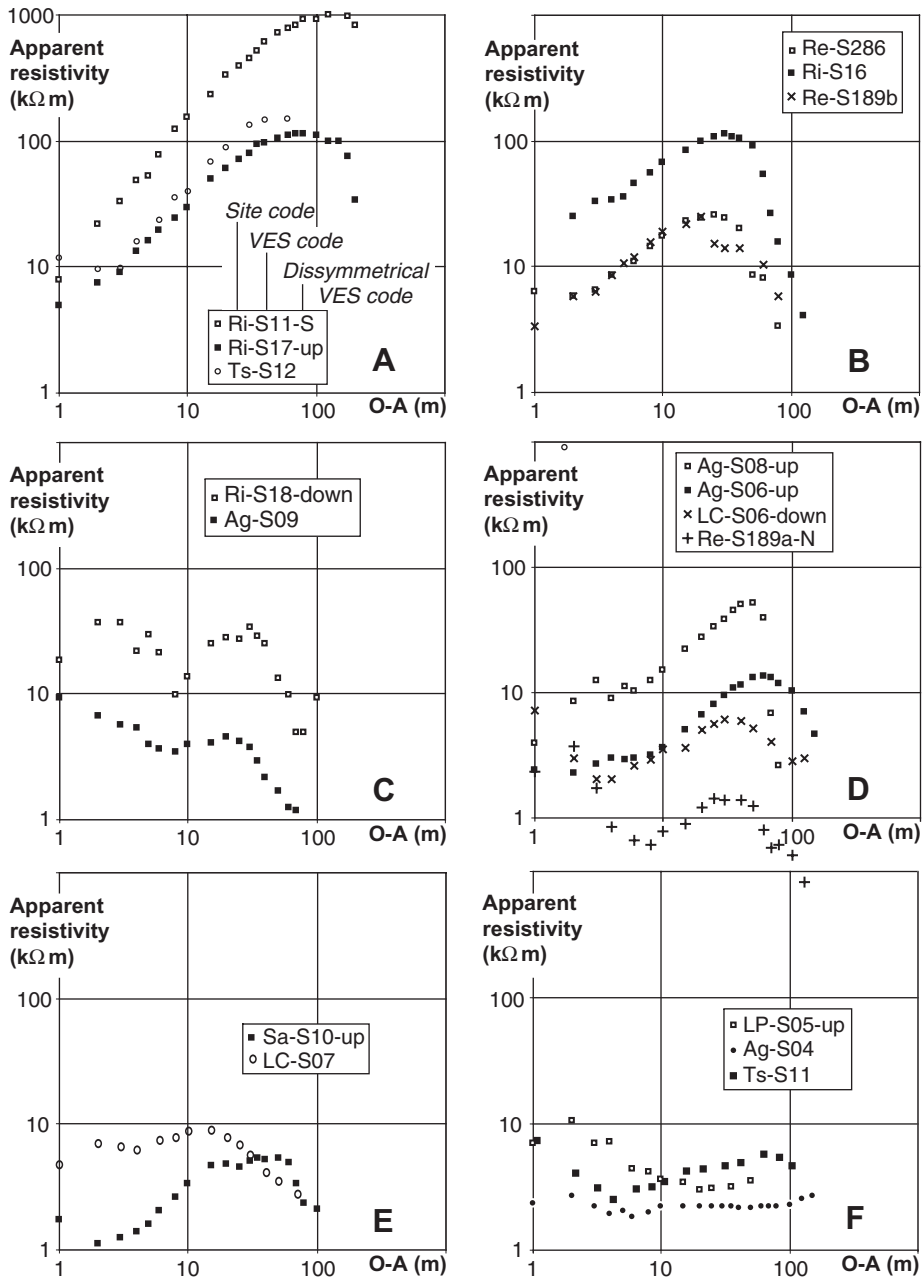 1000
Apparent
resistivity
(kΩ m)
100
10
1
1
10
100
O-A (m)
Site code
VES code
Dissymmetrical
VES code
Ri-S11-S
Ri-S17-up
Ts-S12
A
Apparent
resistivity
(kΩ m)
100
10
1
1
10
100
O-A (m)
Re-S286
Ri-S16
Re-S189b
B
Apparent
resistivity
(kΩ m)
100
10
1
1
10
100
O-A (m)
Ri-S18-down
Ag-S09
C
Apparent
resistivity
(kΩ m)
100
10
1
1
10
100
O-A (m)
Ag-S08-up
Ag-S06-up
LC-S06-down
Re-S189a-N
D
Apparent
resistivity
(kΩ m)
100
10
1
1
10
100
O-A (m)
Sa-S10-up
LC-S07
E
Apparent
resistivity
(kΩ m)
100
10
1
1
10
100
O-A (m)
LP-S05-up
Ag-S04
Ts-S11
F